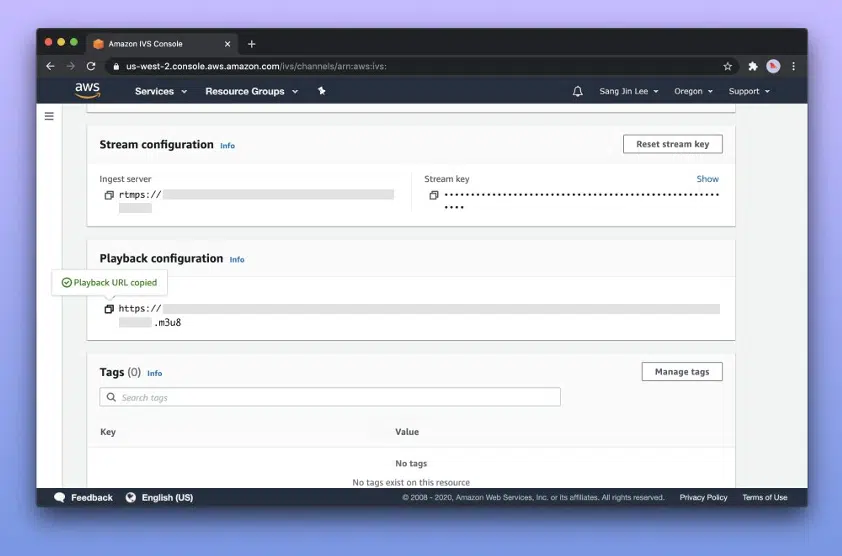 Amazon IVS Console
us-west-2.console.aws.amazon.com/ivs/channels/arn:aws:ivs:
aws Services Resource Groups Sang Jin Lee Oregon Support
Stream configuration Info Reset stream key
Ingest server Stream key Show
rtmps:// ••••••••••••••••••••••••••••••••••••••••••••••••••••
••••
Playback configuration Info
Playback URL copied
https://
.m3u8
Tags (0) Info Manage tags
Search tags
Key Value
No tags
No tags exist on this resource
Feedback English (US) © 2008 - 2020, Amazon Web Services, Inc. or its affiliates. All rights reserved. Privacy Policy Terms of Use